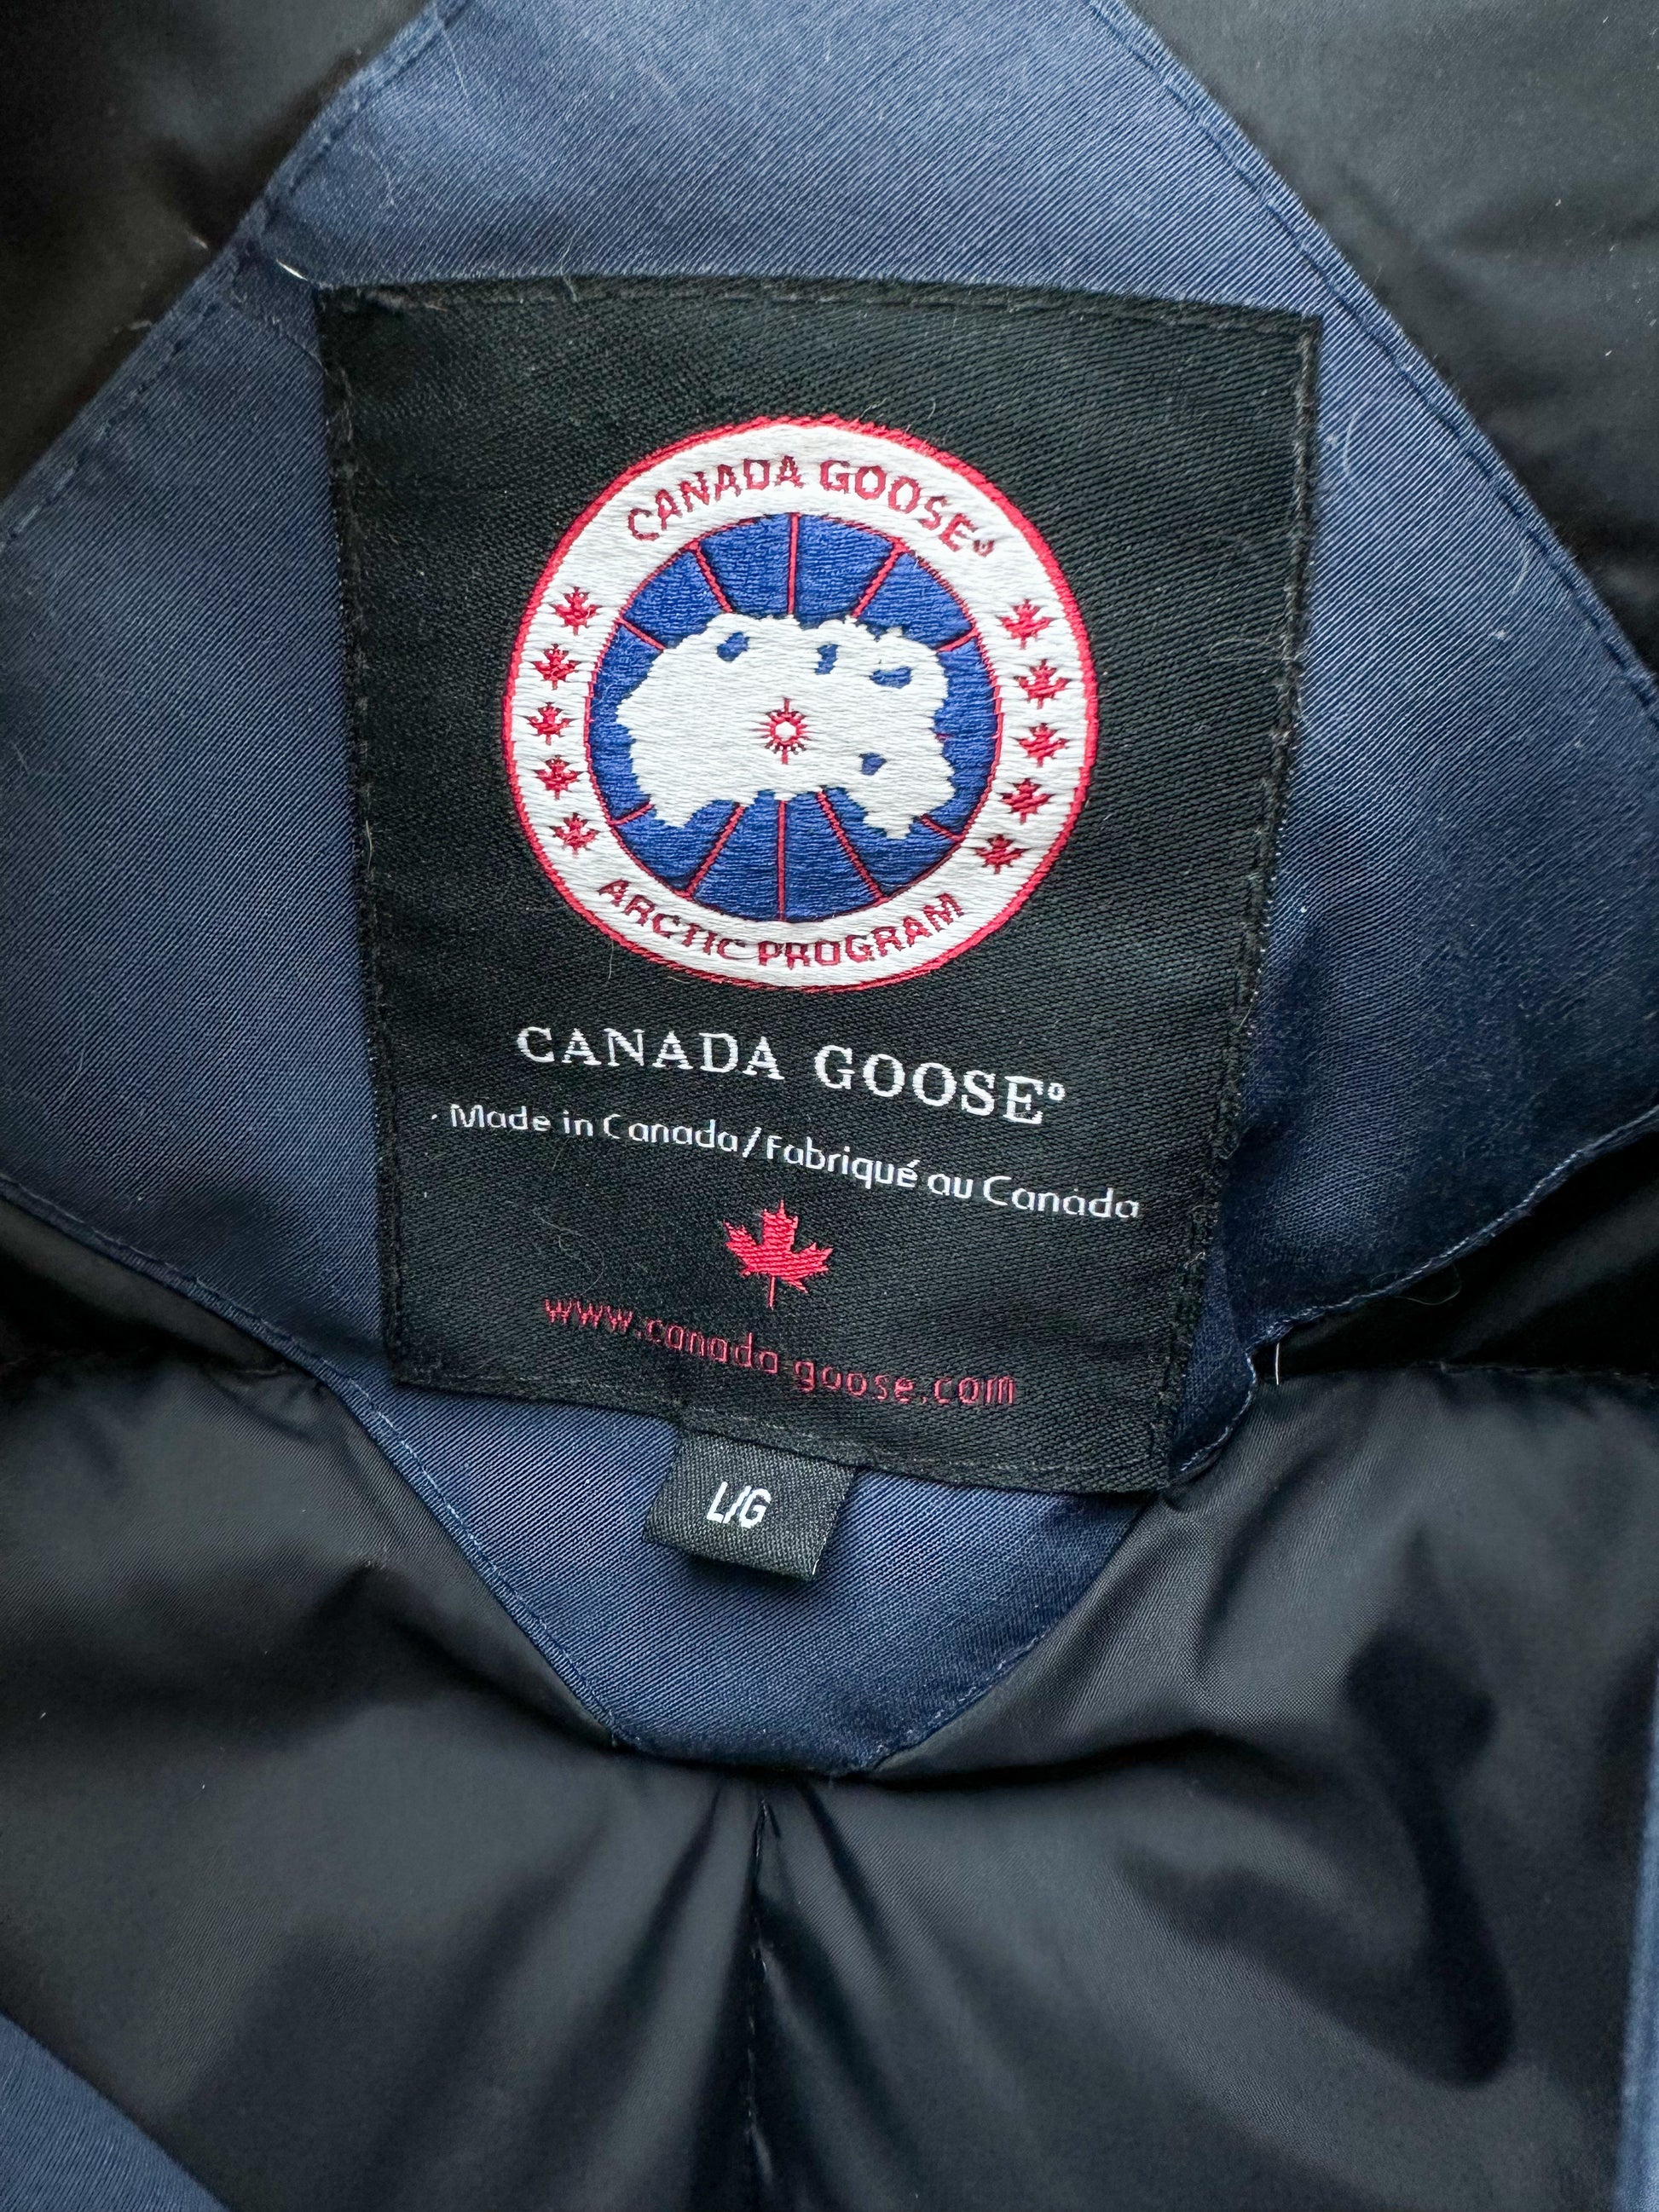 CANADA GOOSE®
ARCTIC PROGRAM
CANADA GOOSE®
Made in Canada/Fabriqué au Canada
www.canada-goose.com
L/G